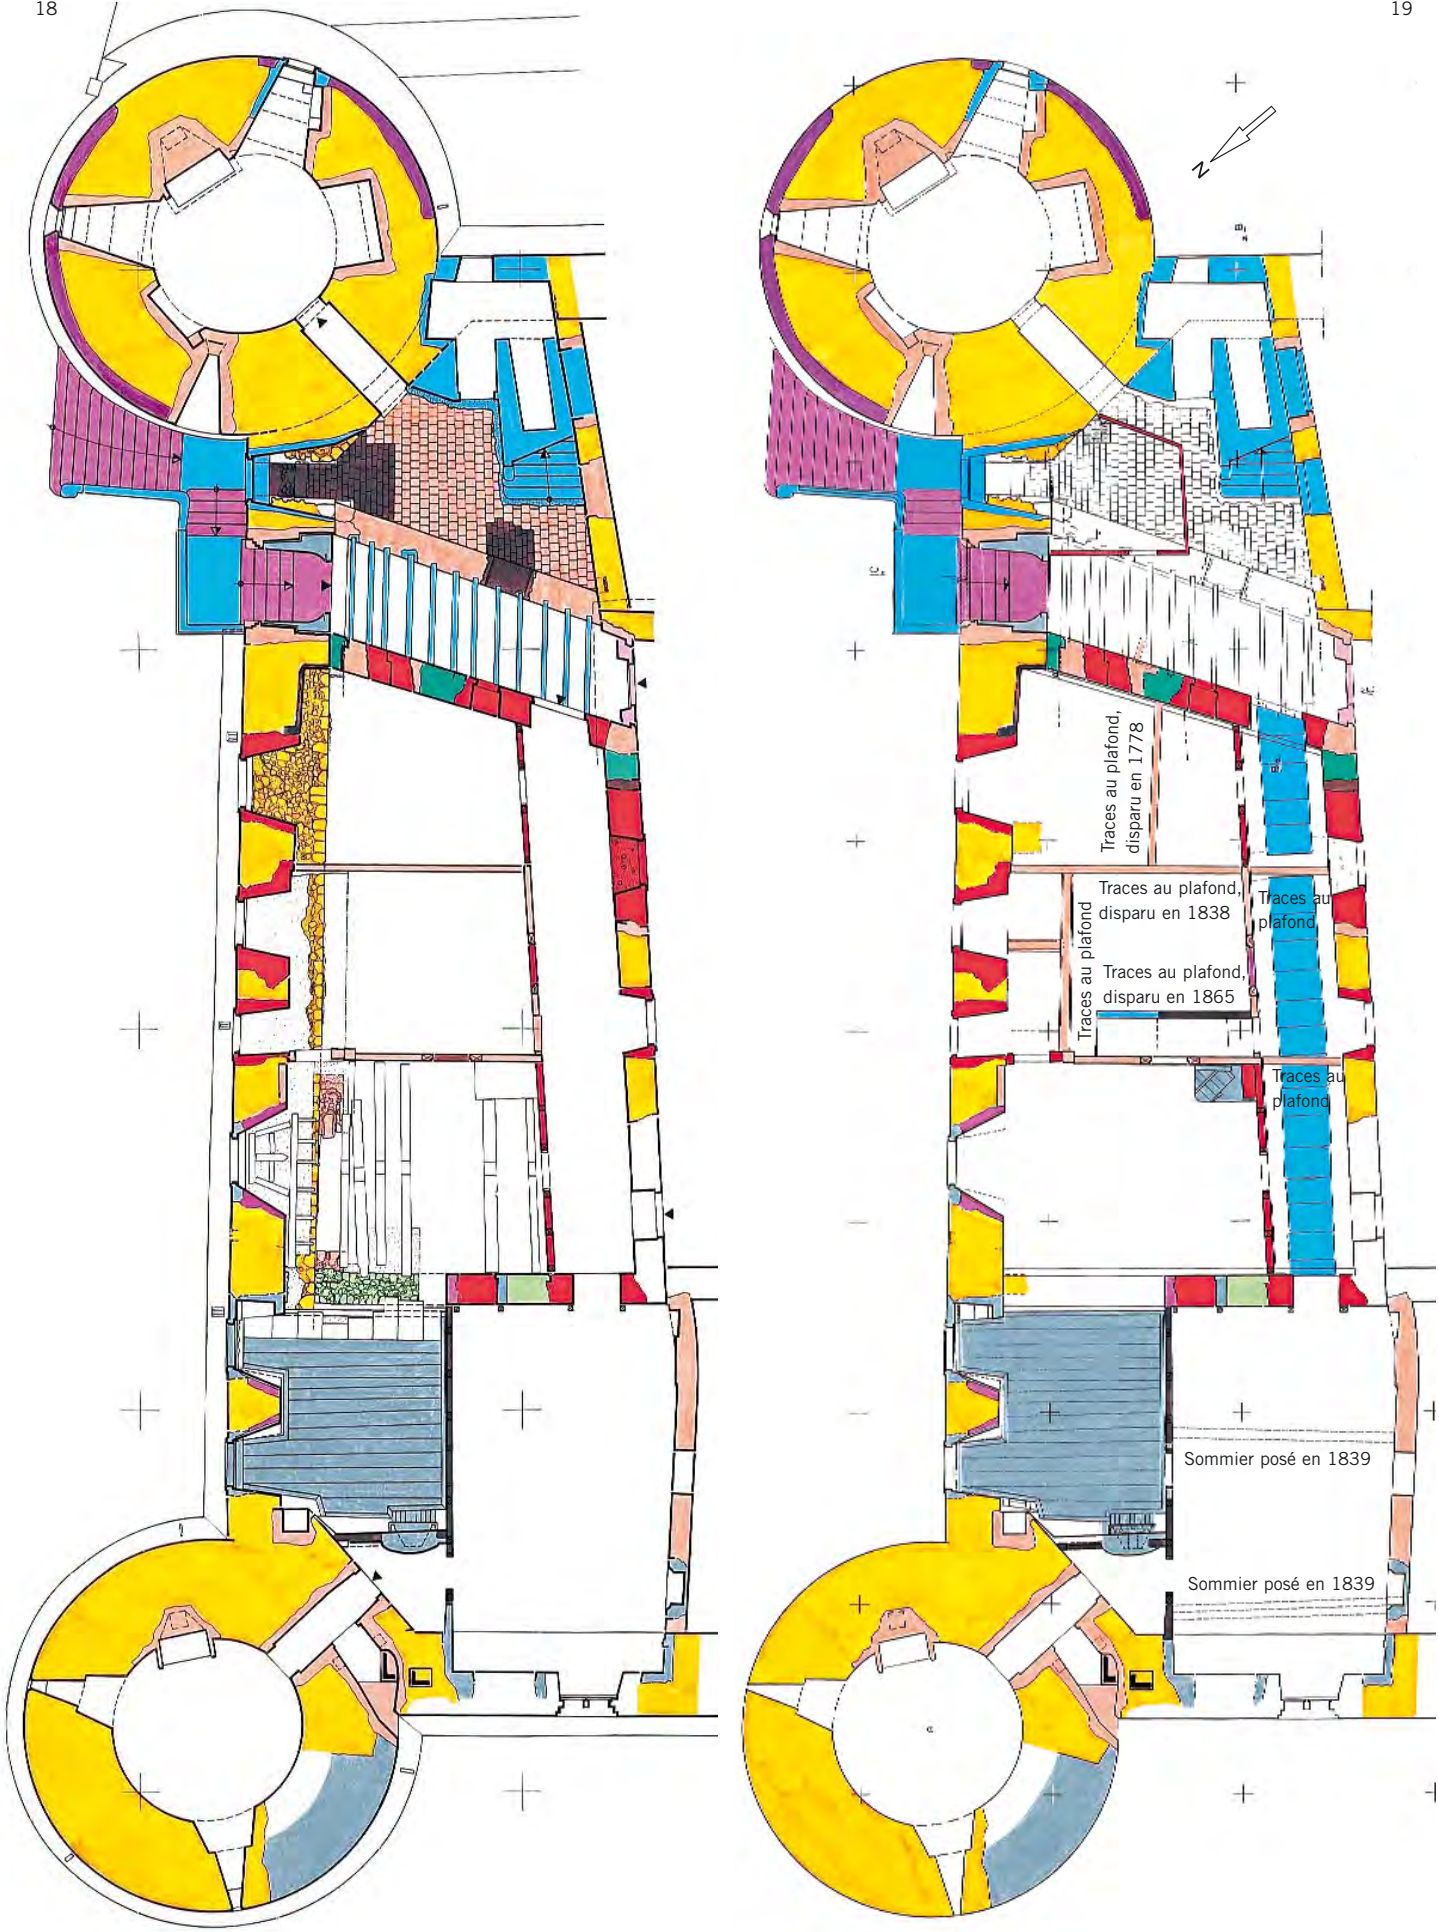 18
19
N
B
C
Traces au plafond,
disparu en 1778
Traces au plafond,
disparu en 1838
Traces au
plafond
Traces au plafond
Traces au plafond,
disparu en 1865
Traces au
plafond
Sommier posé en 1839
Sommier posé en 1839